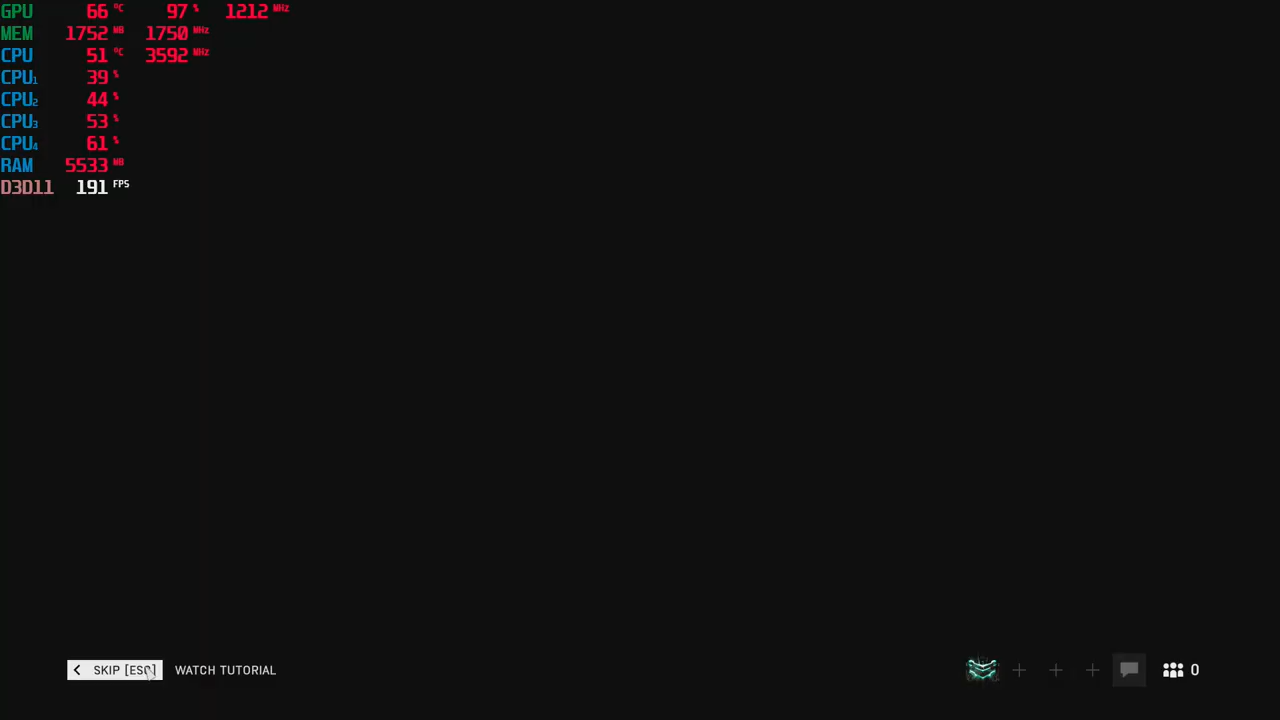 GPU 66 °C 97 % 1212 MHz
MEM 1752 MB 1750 MHz
CPU 51 °C 3592 MHz
CPU1 39 %
CPU2 44 %
CPU3 53 %
CPU4 61 %
RAM 5533 MB
D3D11 191 FPS
SKIP [ESC] WATCH TUTORIAL 0